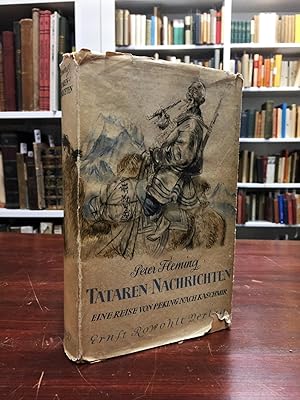 Peter Fleming
TATAREN-NACHRICHTEN
EINE REISE VON PEKING NACH KASCHMIR
Ernst Rowohlt Verlag